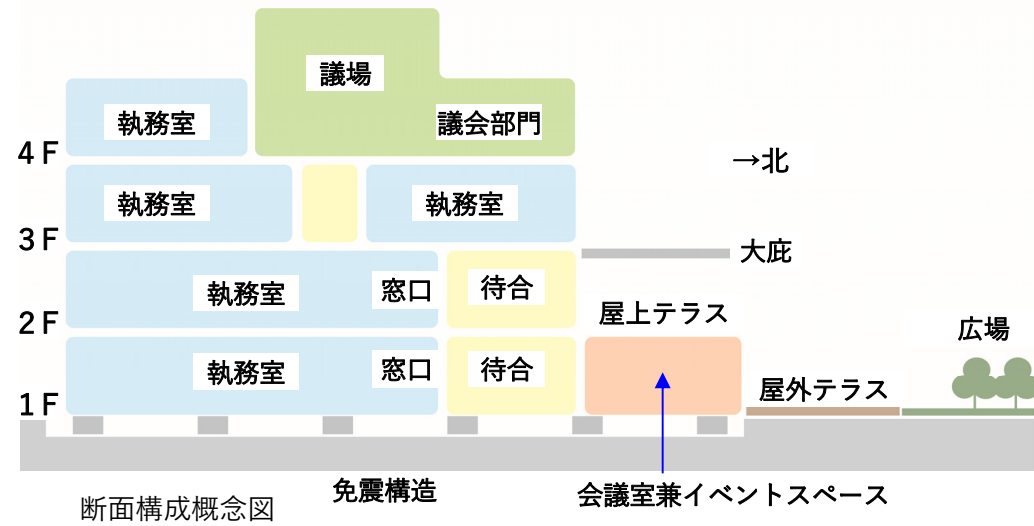 議場
執務室
議会部門
4F
→北
執務室
執務室
3F
大庇
執務室
窓口
待合
屋上テラス
2F
広場
執務室
窓口
待合
屋外テラス
1F
免震構造
会議室兼イベントスペース
断面構成概念図